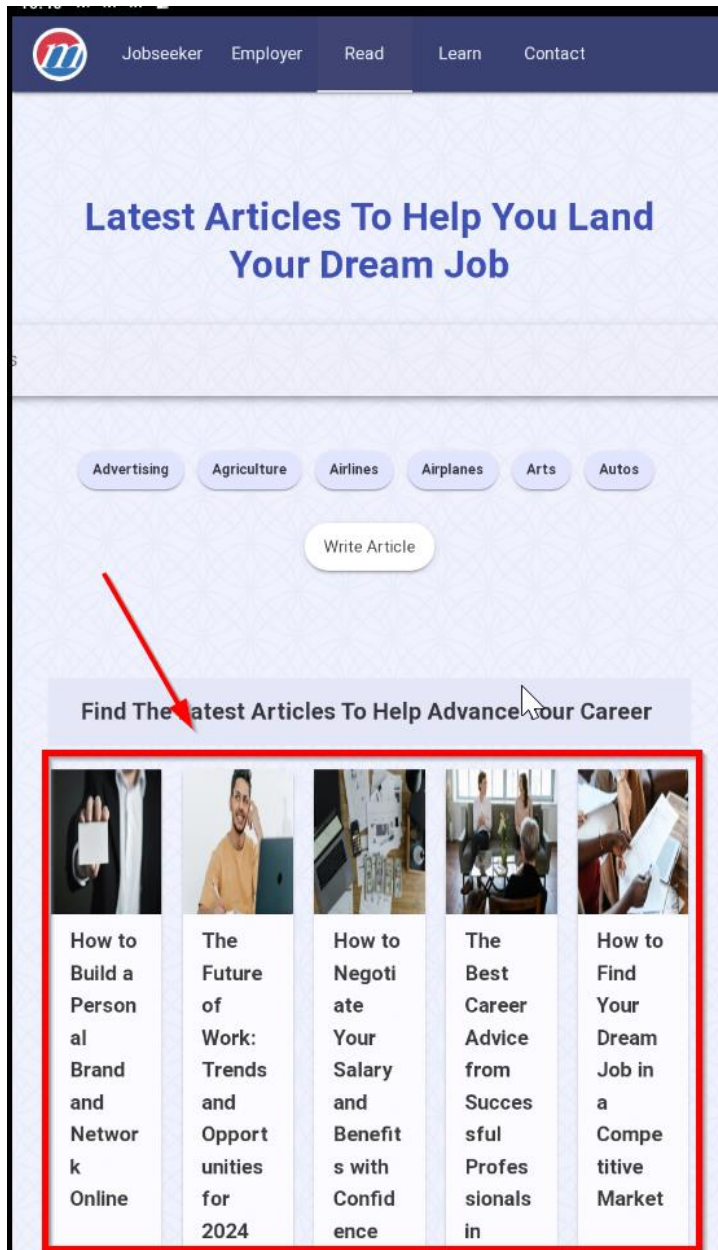 m
Jobseeker Employer Read Learn Contact
Latest Articles To Help You Land
Your Dream Job
s
Advertising Agriculture Airlines Airplanes Arts Autos
Write Article
Find The Latest Articles To Help Advance Your Career
How to
Build a
Person
al
Brand
and
Networ
k
Online
The
Future
of
Work:
Trends
and
Opport
unities
for
2024
How to
Negoti
ate
Your
Salary
and
Benefit
s with
Confid
ence
The
Best
Career
Advice
from
Succes
sful
Profes
sionals
in
How to
Find
Your
Dream
Job in
a
Compe
titive
Market